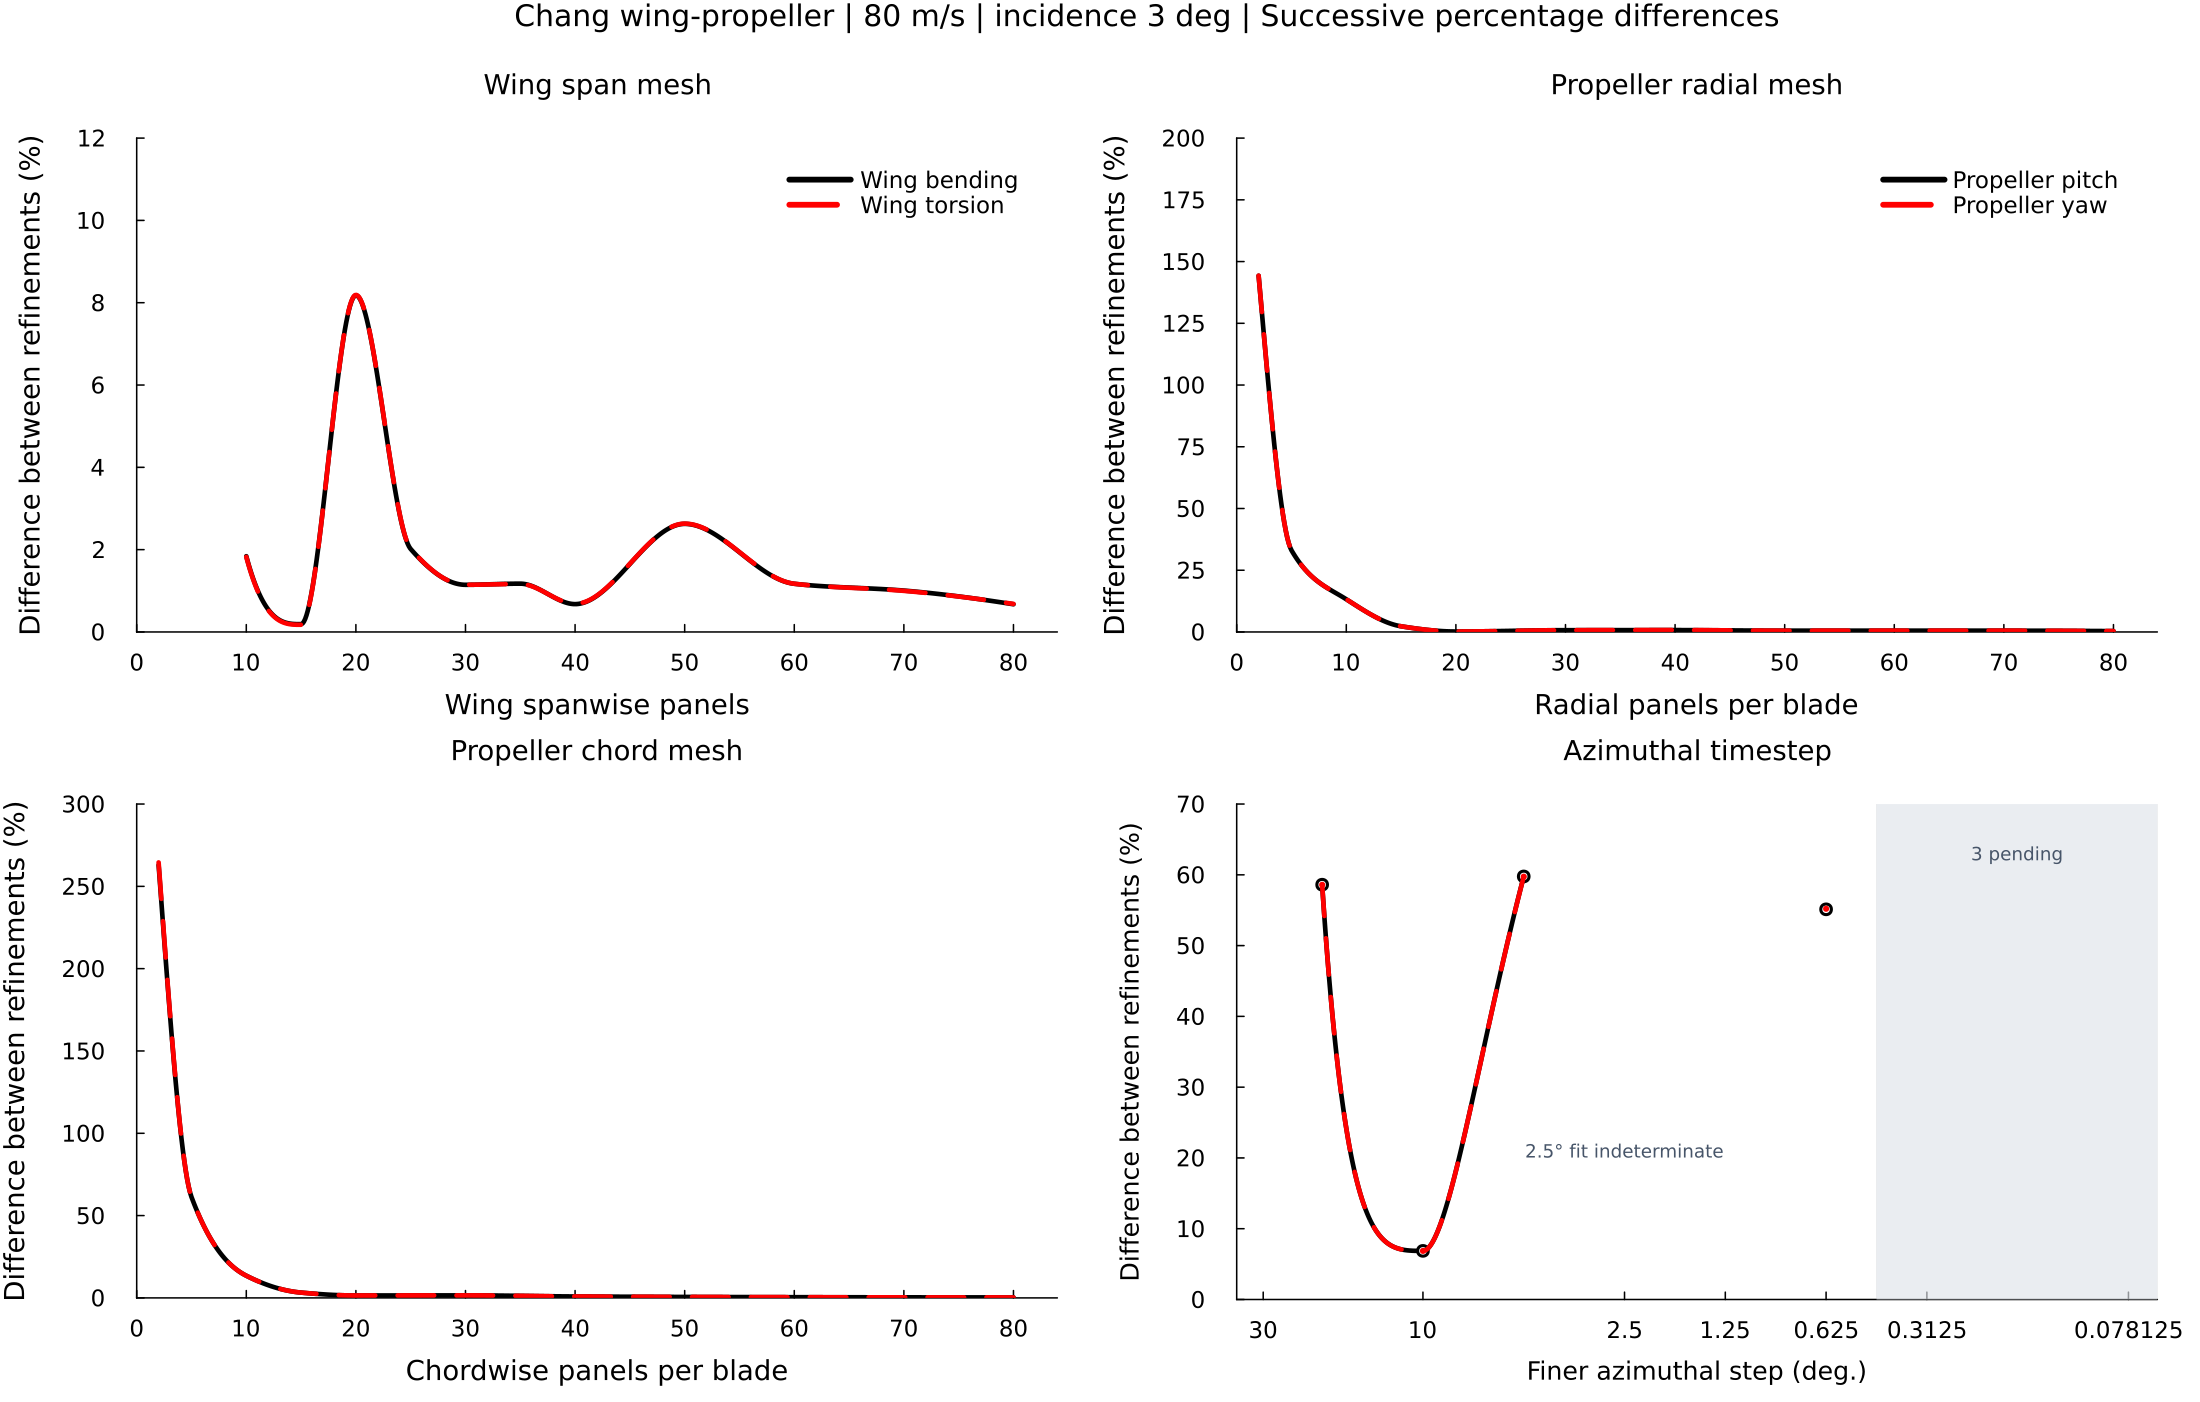 Chang wing-propeller | 80 m/s | incidence 3 deg | Successive percentage differences
Wing span mesh
Difference between refinements (%)
12
10
8
6
4
2
0
Wing bending
Wing torsion
0 10 20 30 40 50 60 70 80
Wing spanwise panels
Propeller radial mesh
Difference between refinements (%)
200
175
150
125
100
75
50
25
0
Propeller pitch
Propeller yaw
0 10 20 30 40 50 60 70 80
Radial panels per blade
Propeller chord mesh
Difference between refinements (%)
300
250
200
150
100
50
0
0 10 20 30 40 50 60 70 80
Chordwise panels per blade
Azimuthal timestep
Difference between refinements (%)
70
60
50
40
30
20
10
0
3 pending
2.5° fit indeterminate
30 10 2.5 1.25 0.625 0.3125 0.078125
Finer azimuthal step (deg.)